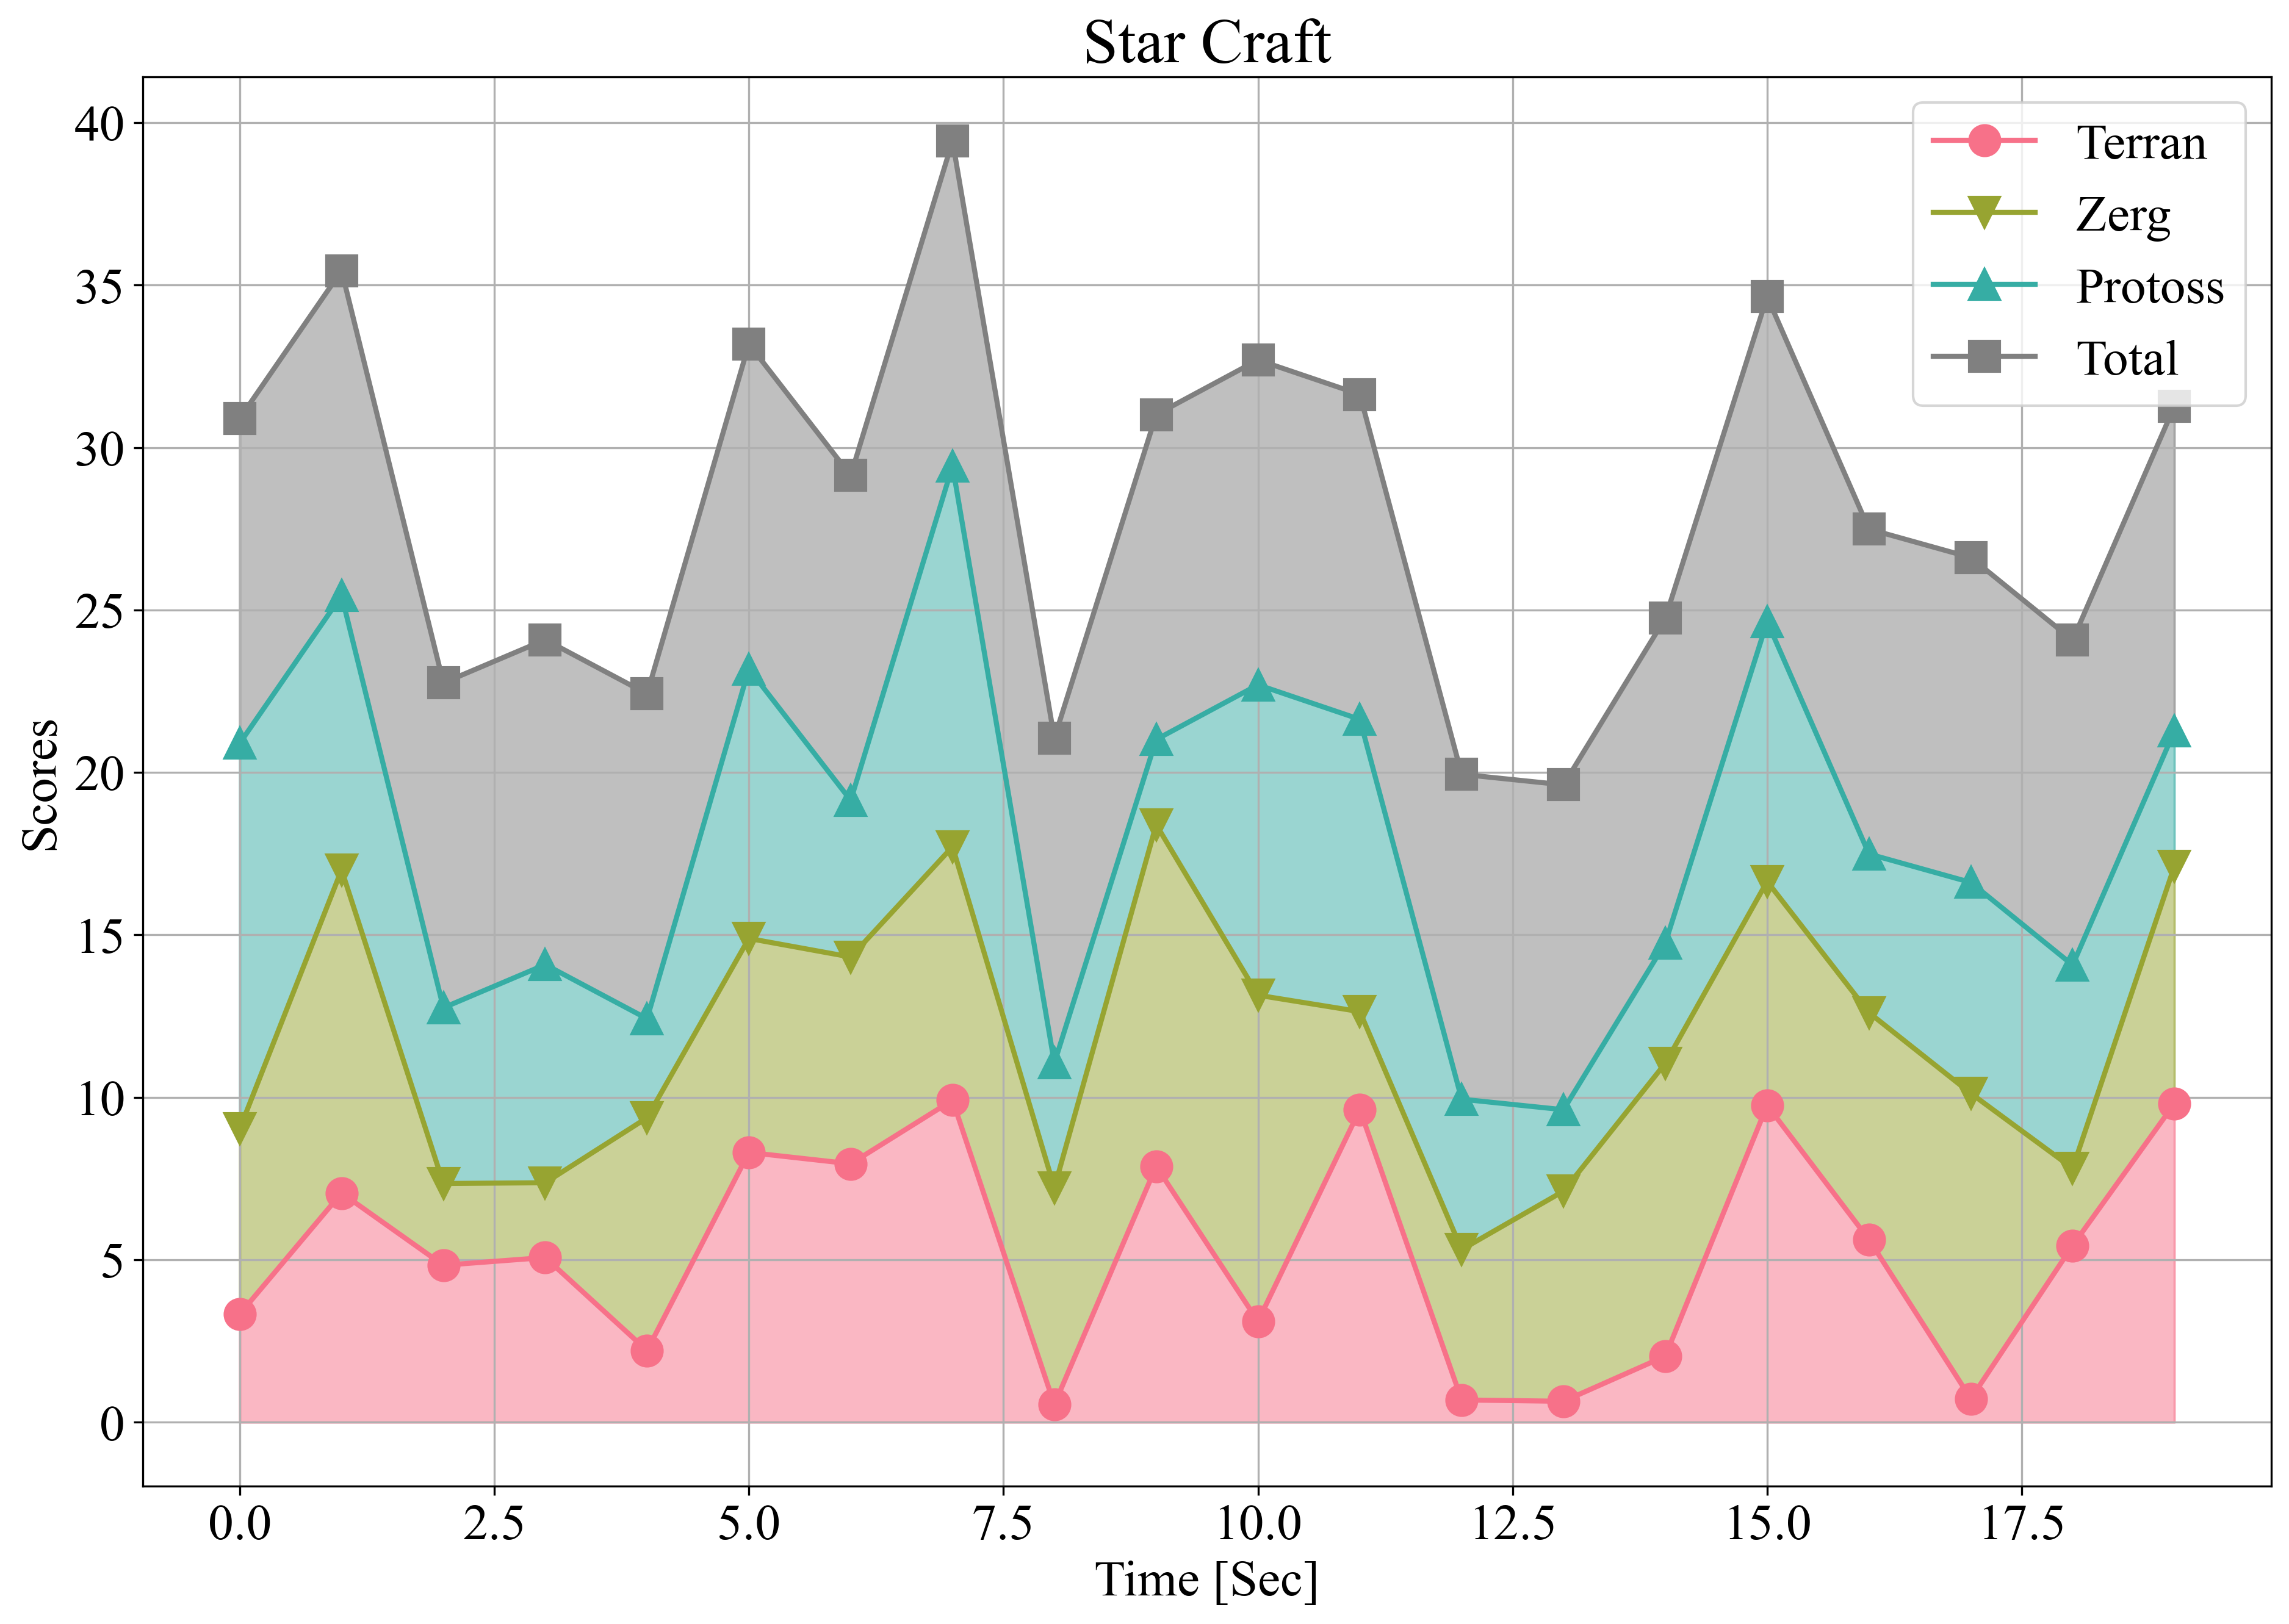 Star Craft
Terran
Zerg
Protoss
Total
Scores
40
35
30
25
20
15
10
5
0
0.0 2.5 5.0 7.5 10.0 12.5 15.0 17.5
Time [Sec]